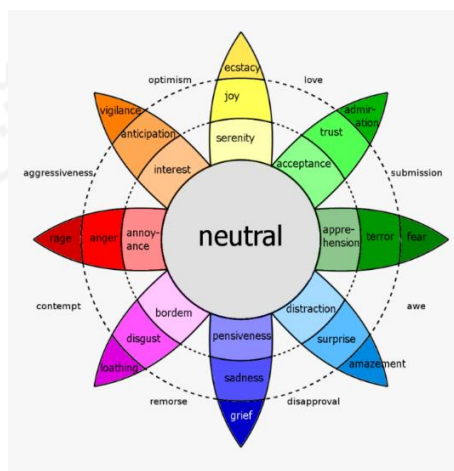 ecstasy
optimism
love
joy
vigilance
admir-
ation
anticipation
serenity
trust
interest
acceptance
aggressiveness
submission
rage
anger
annoy-
ance
neutral
appre-
hension
terror
fear
contempt
awe
bordem
distraction
disgust
pensiveness
surprise
loathing
sadness
amazement
remorse
grief
disapproval